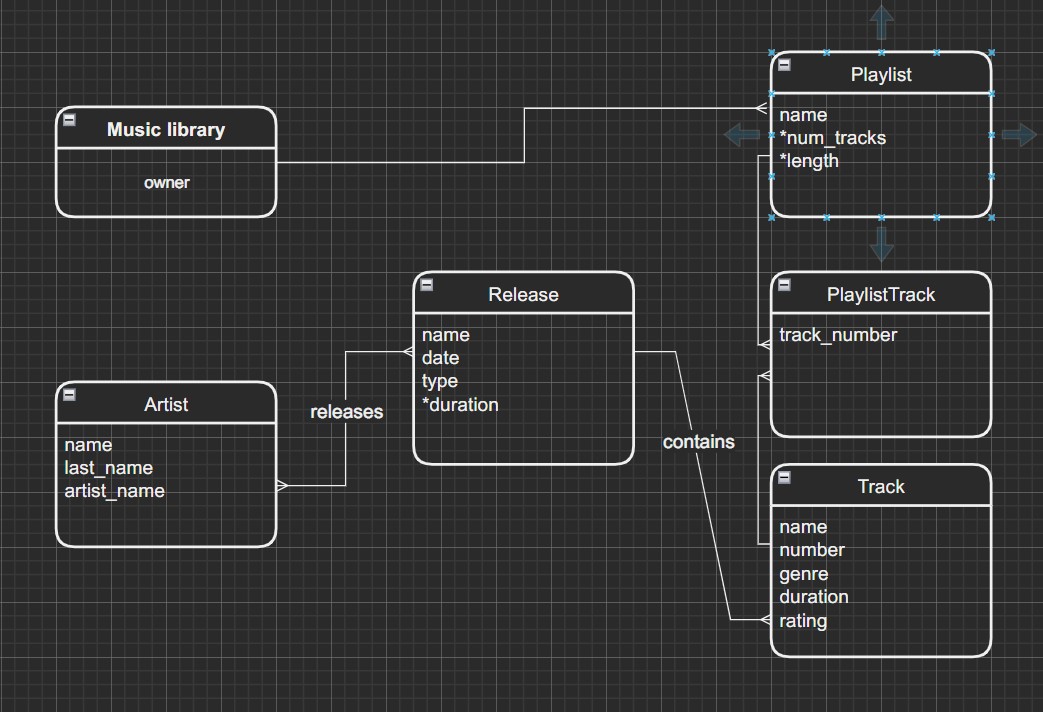 Playlist
name
*num_tracks
*length
Music library
owner
Release
name
date
type
*duration
PlaylistTrack
track_number
Artist
name
last_name
artist_name
releases
contains
Track
name
number
genre
duration
rating